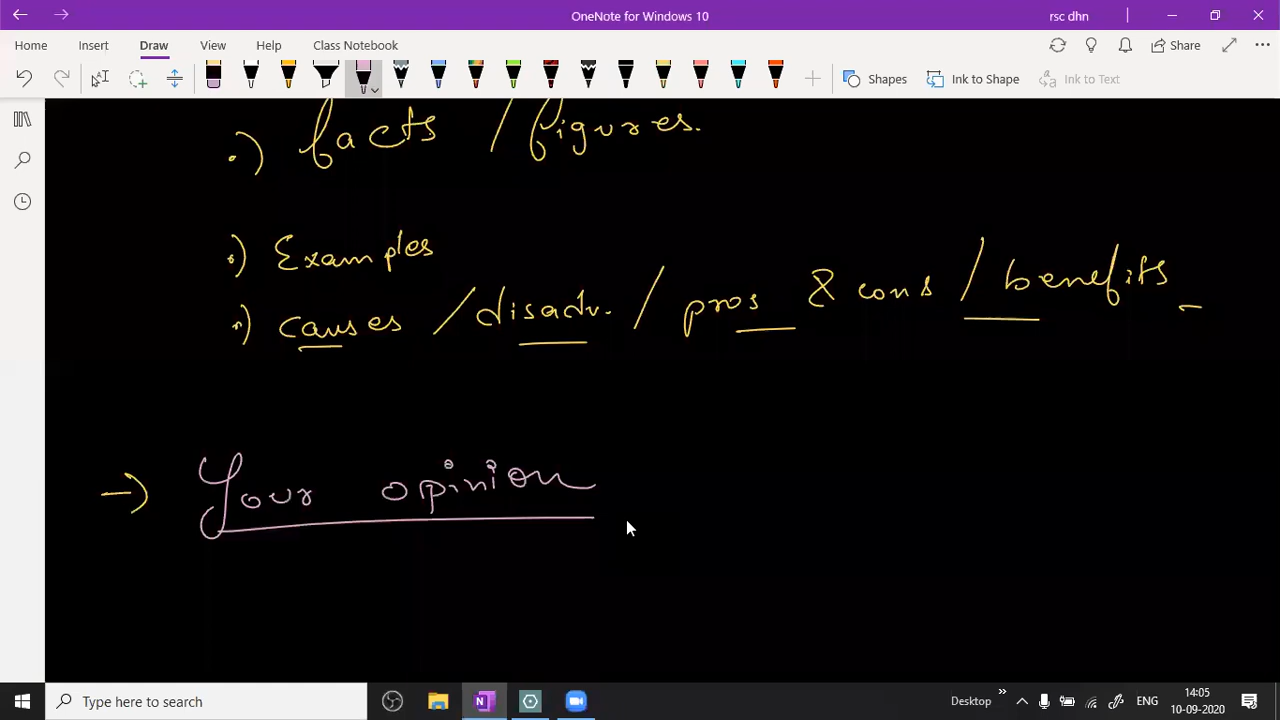 OneNote for Windows 10
rsc dhn
Home Insert Draw View Help Class Notebook
Share
Shapes
Ink to Shape
Ink to Text
.) facts / figures.
.) Examples
.) causes / disadv. / pros & cons / benefits
→ Your opinion
Type here to search
Desktop
ENG
14:05
10-09-2020